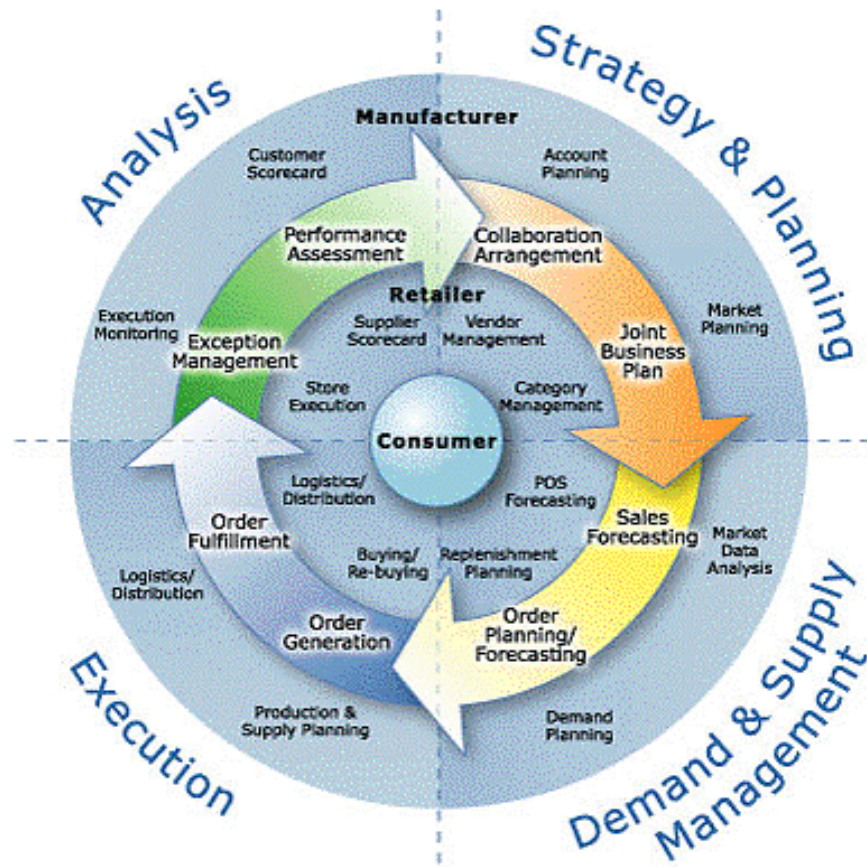 Analysis
Strategy & Planning
Manufacturer
Customer
Scorecard
Account
Planning
Performance
Assessment
Collaboration
Arrangement
Retailer
Execution
Monitoring
Exception
Management
Supplier
Scorecard
Vendor
Management
Joint
Business
Plan
Market
Planning
Store
Execution
Category
Management
Consumer
Logistics/
Distribution
POS
Forecasting
Order
Fulfillment
Sales
Forecasting
Market
Data
Analysis
Logistics/
Distribution
Buying/
Re-buying
Replenishment
Planning
Order
Generation
Order
Planning/
Forecasting
Production &
Supply Planning
Demand
Planning
Execution
Demand & Supply
Management